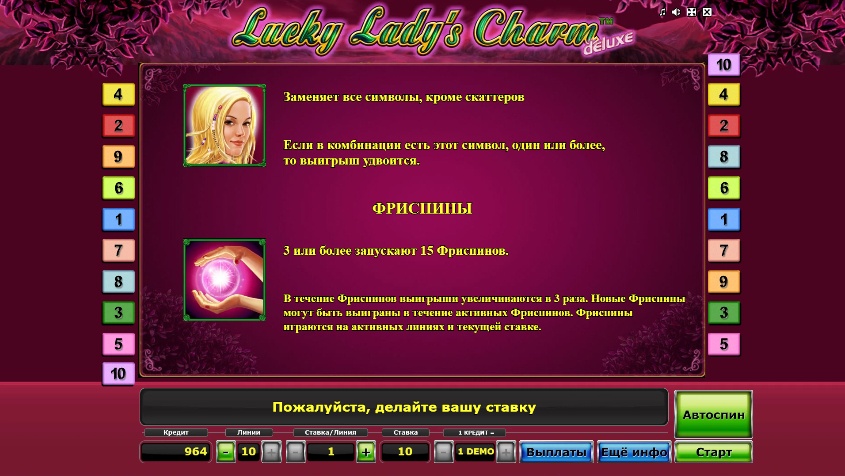 Lucky Lady's Charm™
deluxe
10
4
4
2
2
9
8
6
6
1
1
7
7
8
9
3
3
5
5
10
Заменяет все символы, кроме скаттеров
Если в комбинации есть этот символ, один или более,
то выигрыш удвоится.
ФРИСПИНЫ
3 или более запускают 15 Фриспинов.
В течение Фриспинов выигрыши увеличиваются в 3 раза. Новые Фриспины
могут быть выиграны в течение активных Фриспинов. Фриспины
играются на активных линиях и текущей ставке.
Пожалуйста, делайте вашу ставку
Автоспин
Кредит Линии Ставка/Линия Ставка 1 КРЕДИТ =
964 - 10 + - 1 + 10 - 1 DEMO + Выплаты Ещё инфо Старт